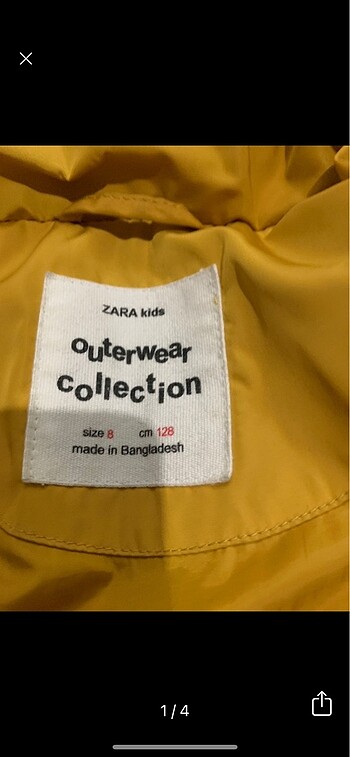 ZARA kids
outerwear
collection
size 8 cm 128
made in Bangladesh
1/4